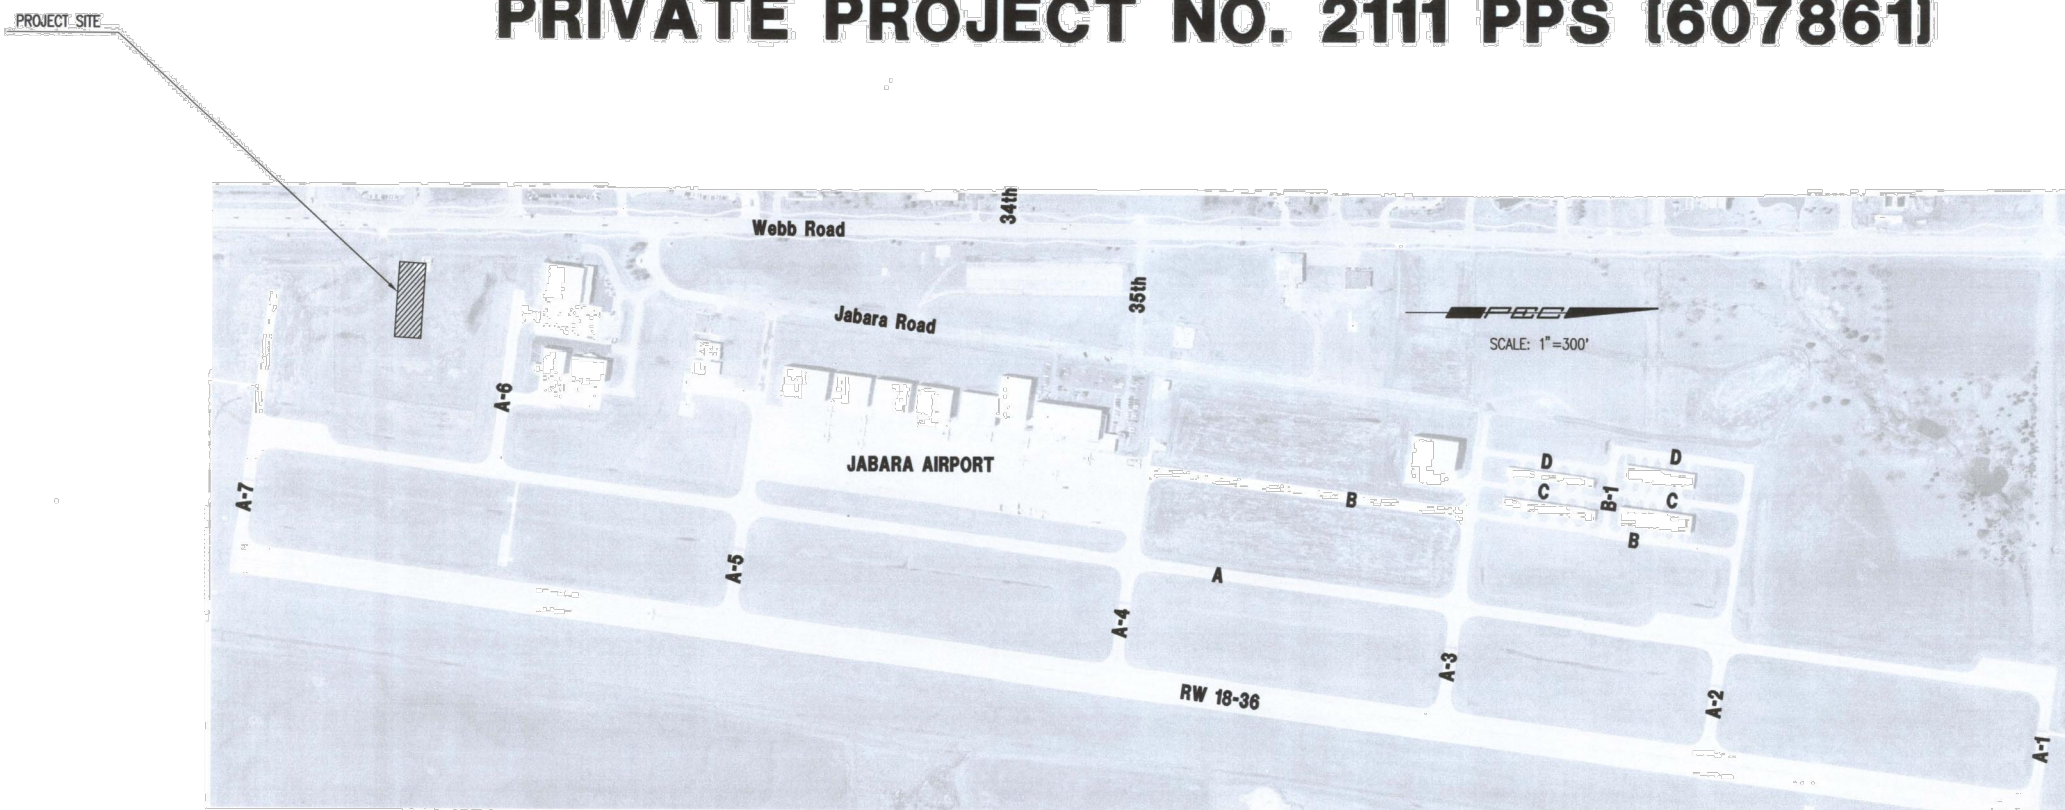 PRIVATE PROJECT NO. 2111 PPS [607861]
PROJECT SITE
34th
Webb Road
35th
Jabara Road
PEC
SCALE: 1"=300'
A-6
JABARA AIRPORT
D
D
A-7
C
B-1
C
B
B
A-5
A
A-4
A-3
RW 18-36
A-2
A-1